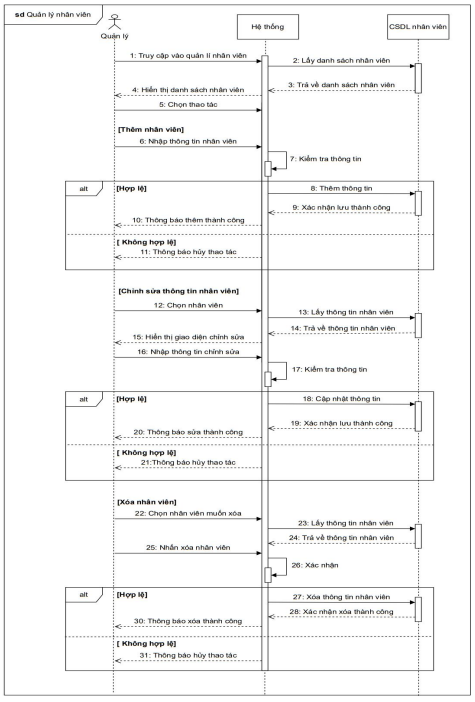 sd Quản lý nhân viên
Quản lý
Hệ thống
CSDL nhân viên
1: Truy cập vào quản lí nhân viên
2: Lấy danh sách nhân viên
3: Trả về danh sách nhân viên
4: Hiển thị danh sách nhân viên
5: Chọn thao tác
[Thêm nhân viên]
6: Nhập thông tin nhân viên
7: Kiểm tra thông tin
alt
[Hợp lệ]
8: Thêm thông tin
9: Xác nhận lưu thành công
10: Thông báo thêm thành công
[ Không hợp lệ]
11: Thông báo hủy thao tác
[Chỉnh sửa thông tin nhân viên]
12: Chọn nhân viên
13: Lấy thông tin nhân viên
14: Trả về thông tin nhân viên
15: Hiển thị giao diện chỉnh sửa
16: Nhập thông tin chỉnh sửa
17: Kiểm tra thông tin
alt
[Hợp lệ]
18: Cập nhật thông tin
19: Xác nhận lưu thành công
20: Thông báo sửa thành công
[ Không hợp lệ]
21:Thông báo hủy thao tác
[Xóa nhân viên]
22: Chọn nhân viên muốn xóa
23: Lấy thông tin nhân viên
24: Trả về thông tin nhân viên
25: Nhấn xóa nhân viên
26: Xác nhận
alt
[Hợp lệ]
27: Xóa thông tin nhân viên
28: Xác nhận xóa thành công
30: Thông báo xóa thành công
[ Không hợp lệ]
31: Thông báo hủy thao tác